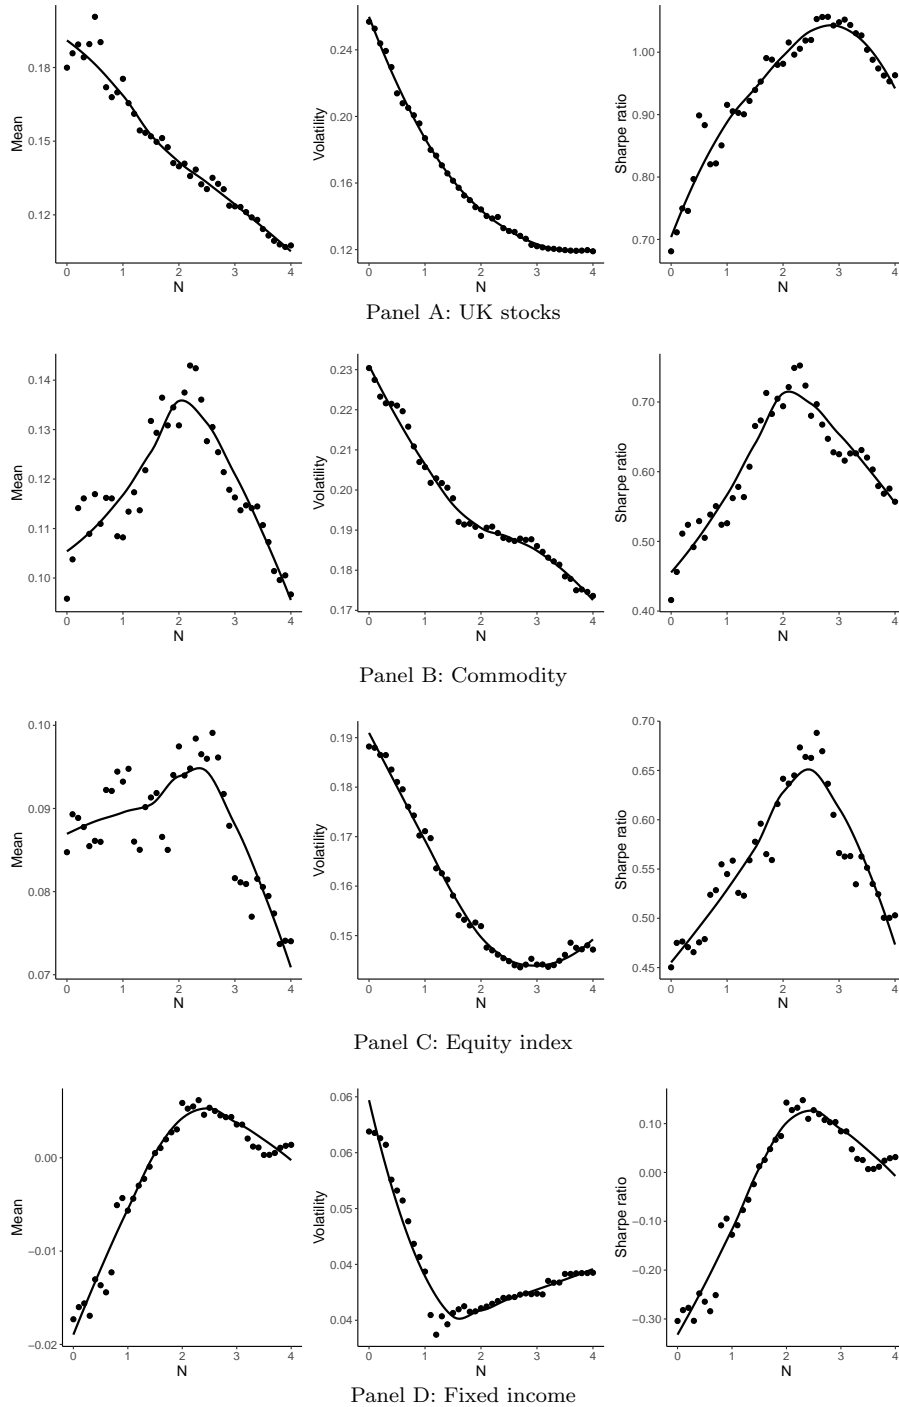 0.18
0.15
0.12
Mean
0 1 2 3 4
N
0.24
0.20
0.16
0.12
Volatility
0 1 2 3 4
N
1.00
0.90
0.80
0.70
Sharpe ratio
0 1 2 3 4
N
Panel A: UK stocks
0.14
0.13
0.12
0.11
0.10
Mean
0 1 2 3 4
N
0.23
0.22
0.21
0.20
0.19
0.18
0.17
Volatility
0 1 2 3 4
N
0.70
0.60
0.50
0.40
Sharpe ratio
0 1 2 3 4
N
Panel B: Commodity
0.10
0.09
0.08
0.07
Mean
0 1 2 3 4
N
0.19
0.18
0.17
0.16
0.15
Volatility
0 1 2 3 4
N
0.70
0.65
0.60
0.55
0.50
0.45
Sharpe ratio
0 1 2 3 4
N
Panel C: Equity index
0.00
−0.01
−0.02
Mean
0 1 2 3 4
N
0.06
0.06
0.05
0.04
0.04
Volatility
0 1 2 3 4
N
0.10
0.00
−0.10
−0.20
−0.30
Sharpe ratio
0 1 2 3 4
N
Panel D: Fixed income